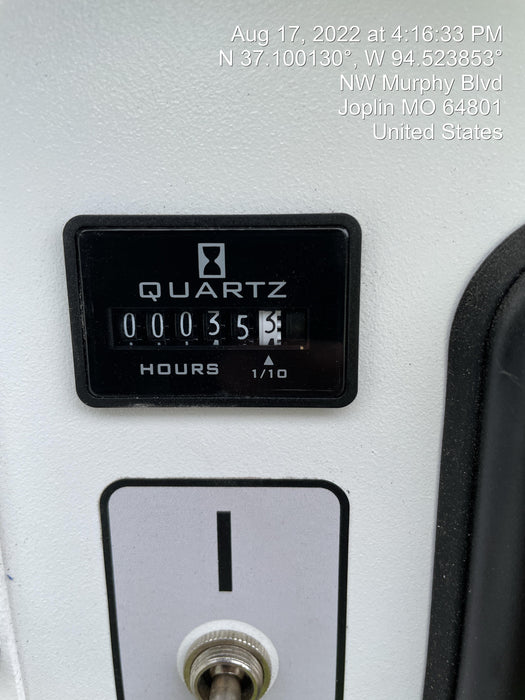 Aug 17, 2022 at 4:16:33 PM
N 37.100130°, W 94.523853°
NW Murphy Blvd
Joplin MO 64801
United States
QUARTZ
000353
HOURS
1/10